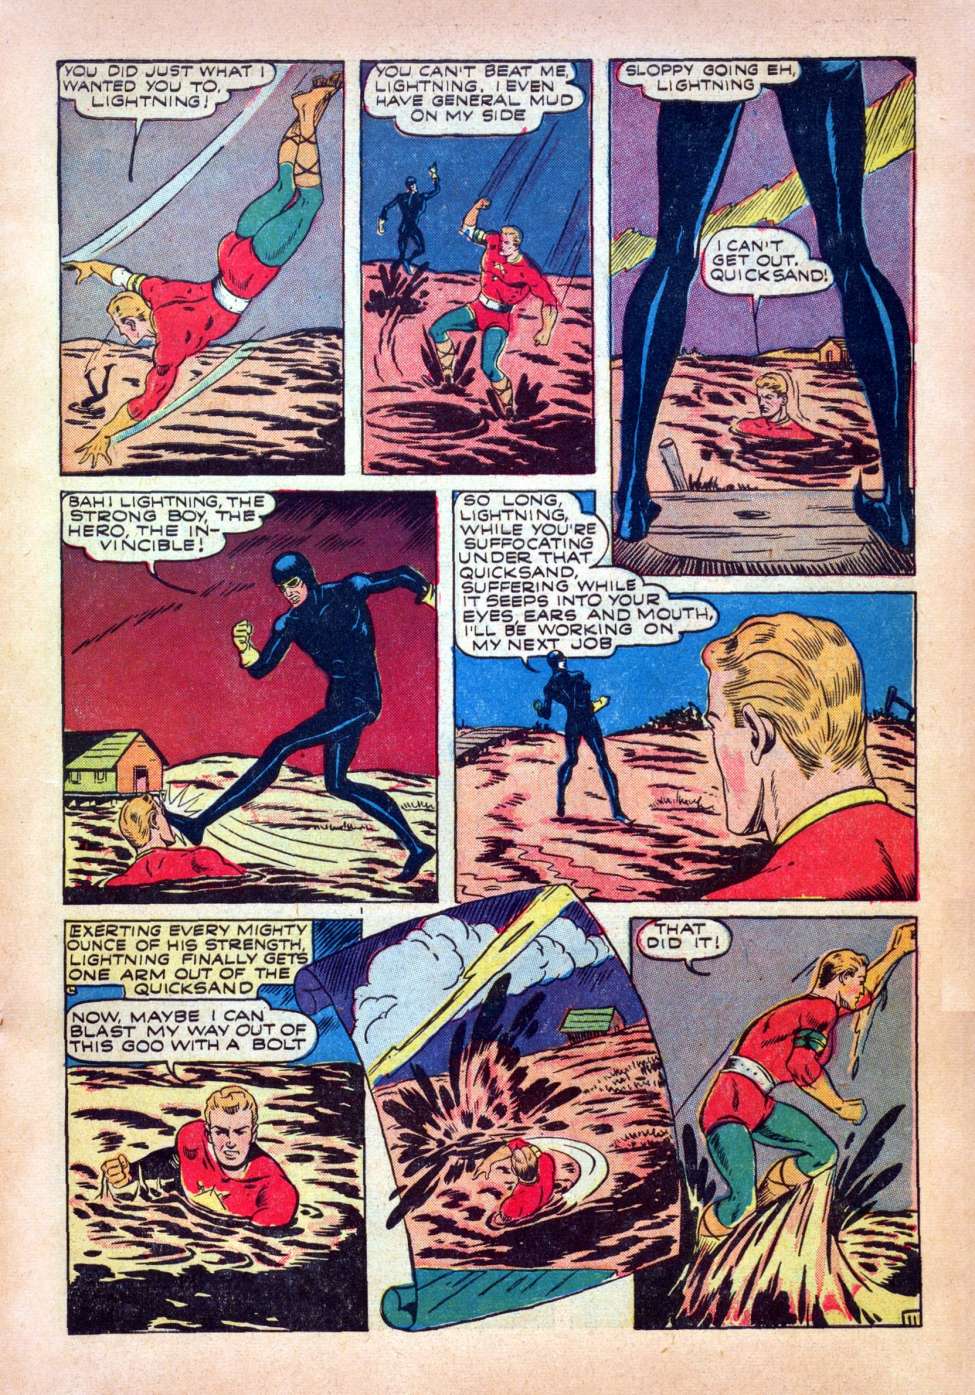 YOU DID JUST WHAT I
WANTED YOU TO,
LIGHTNING!
YOU CAN'T BEAT ME,
LIGHTNING. I EVEN
HAVE GENERAL MUD
ON MY SIDE
SLOPPY GOING EH,
LIGHTNING
I CAN'T
GET OUT.
QUICKSAND!
BAH! LIGHTNING, THE
STRONG BOY, THE
HERO, THE IN-
VINCIBLE!
SO LONG,
LIGHTNING,
WHILE YOU'RE
SUFFOCATING
UNDER THAT
QUICKSAND,
SUFFERING WHILE
IT SEEPS INTO YOUR
EYES, EARS AND MOUTH,
I'LL BE WORKING ON
MY NEXT JOB
EXERTING EVERY MIGHTY
OUNCE OF HIS STRENGTH,
LIGHTNING FINALLY GETS
ONE ARM OUT OF THE
QUICKSAND
NOW, MAYBE I CAN
BLAST MY WAY OUT OF
THIS GOO WITH A BOLT
THAT
DID IT!
11